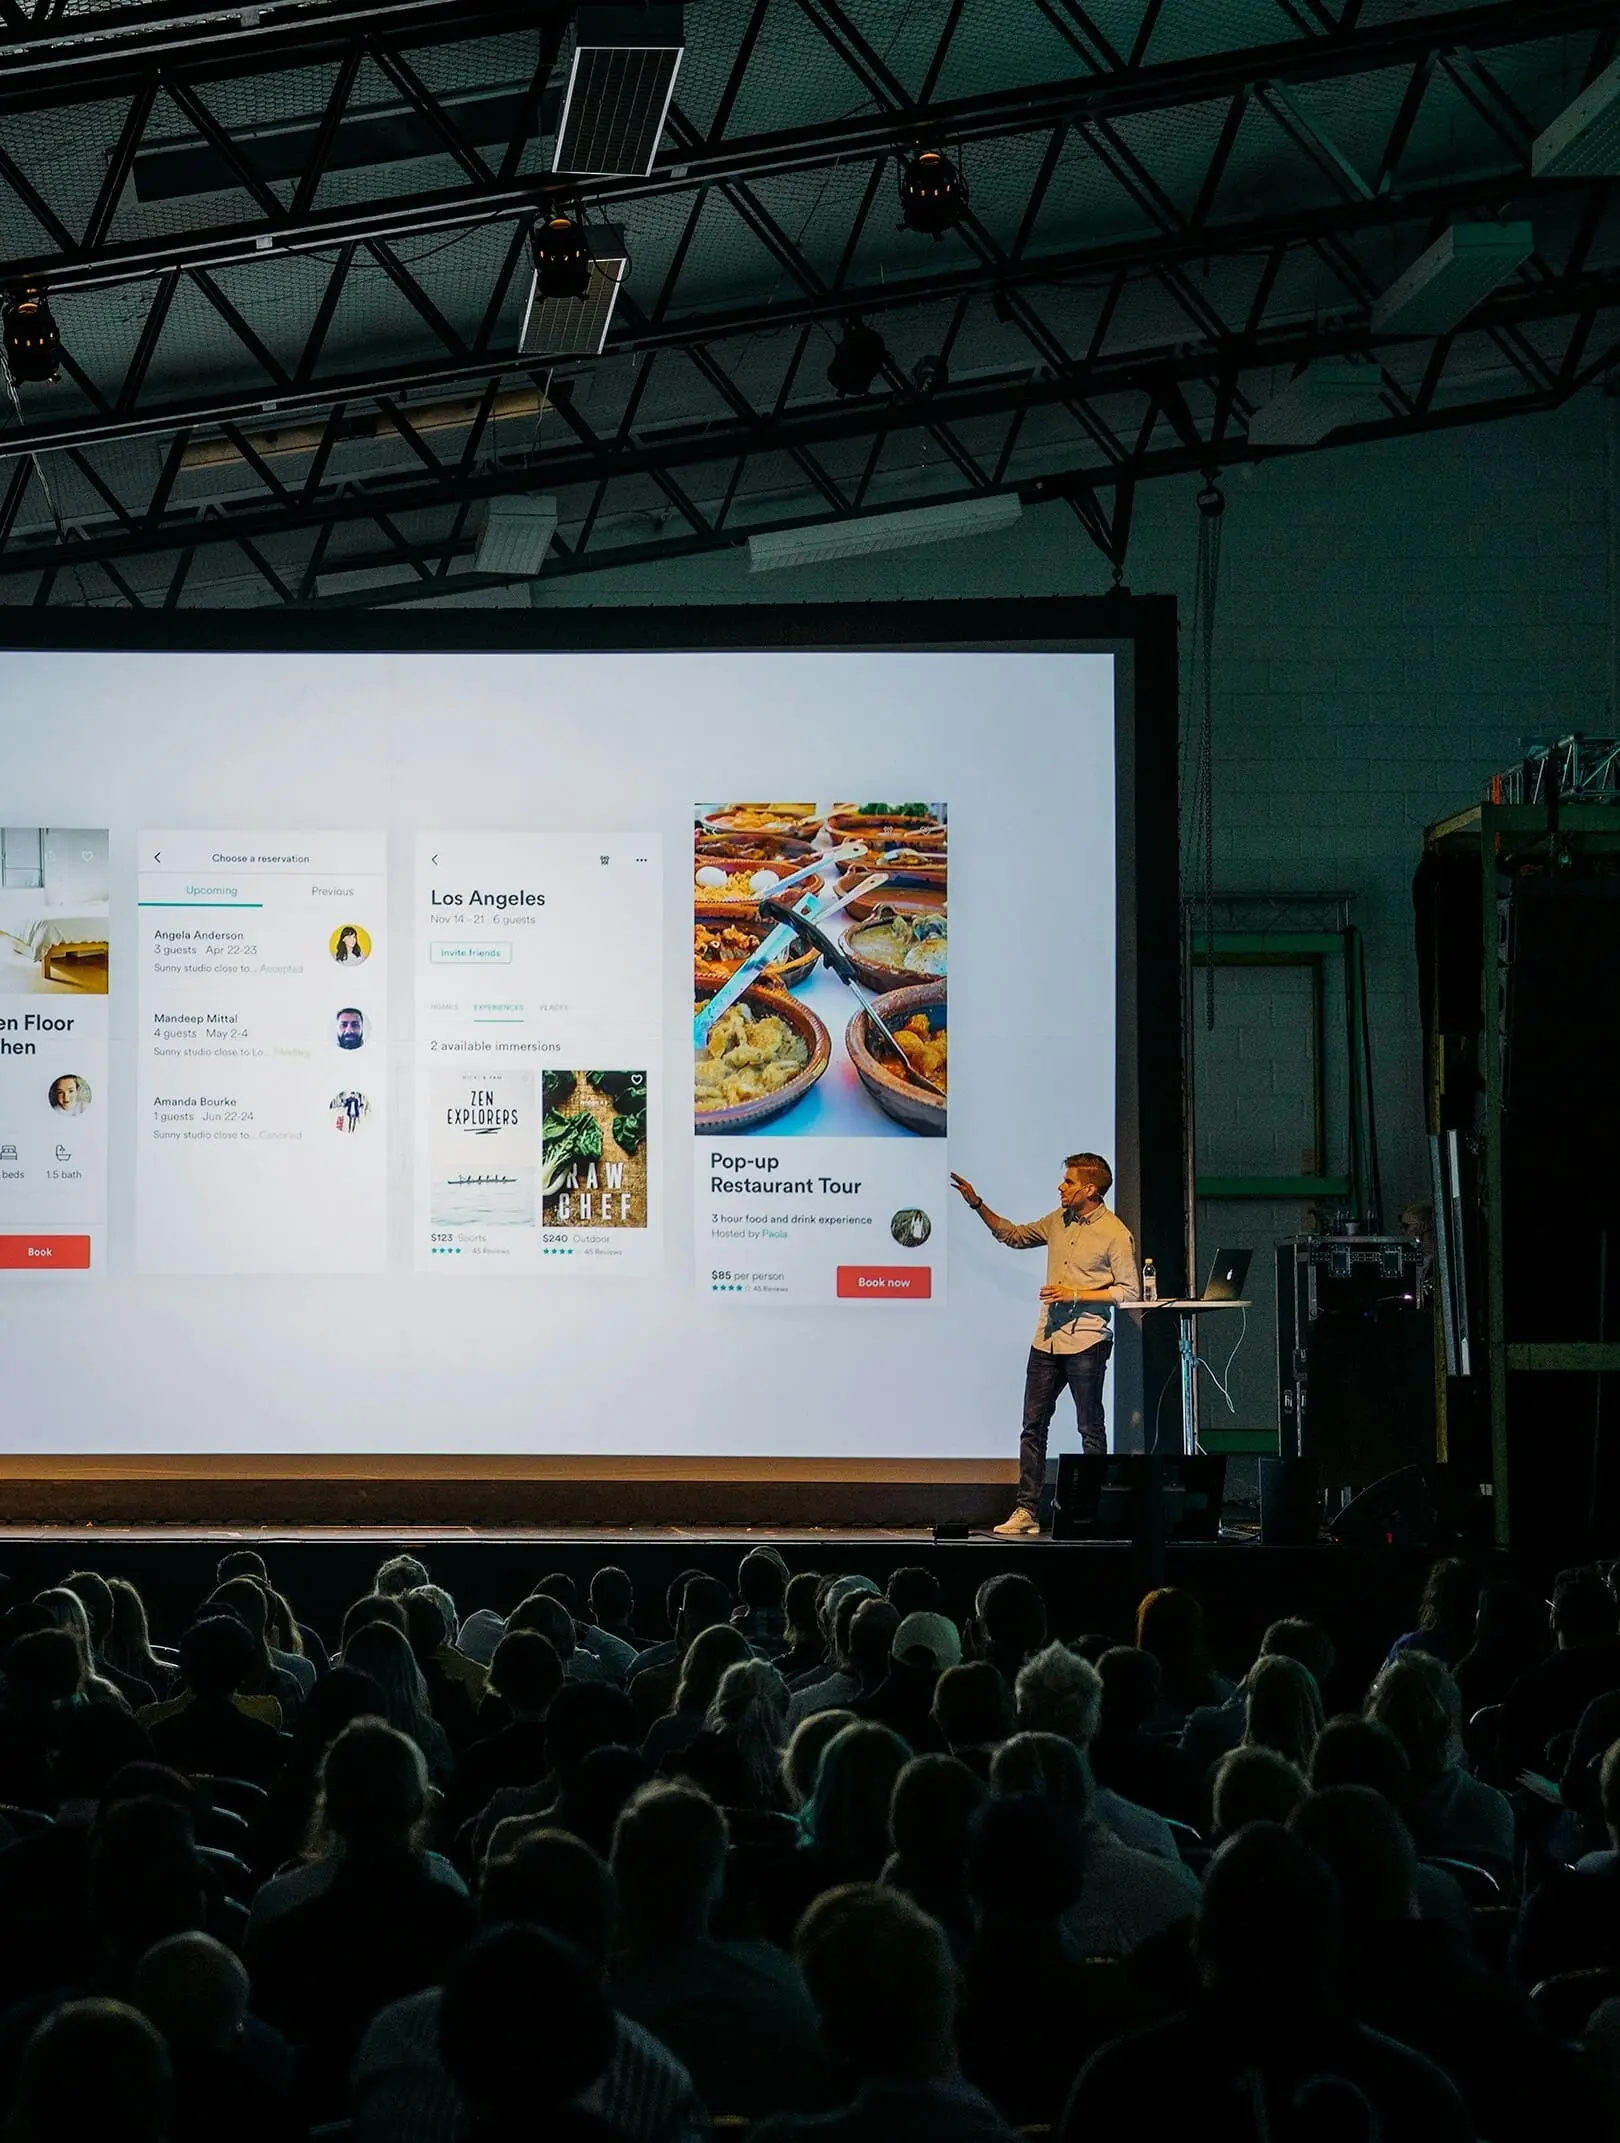 en Floor
hen
beds
1.5 bath
Book
Choose a reservation
Upcoming
Previous
Angela Anderson
3 guests Apr 22-23
Sunny studio close to... Accepted
Mandeep Mittal
4 guests May 2-4
Sunny studio close to Lo... Pending
Amanda Bourke
1 guests Jun 22-24
Sunny studio close to... Canceled
Los Angeles
Nov 14 - 21 6 guests
Invite friends
HOMES EXPERIENCES PLACES
2 available immersions
ZEN
EXPLORERS
$123 Sports
45 Reviews
RAW
CHEF
$240 Outdoor
45 Reviews
Pop-up
Restaurant Tour
3 hour food and drink experience
Hosted by Paola
$85 per person
45 Reviews
Book now